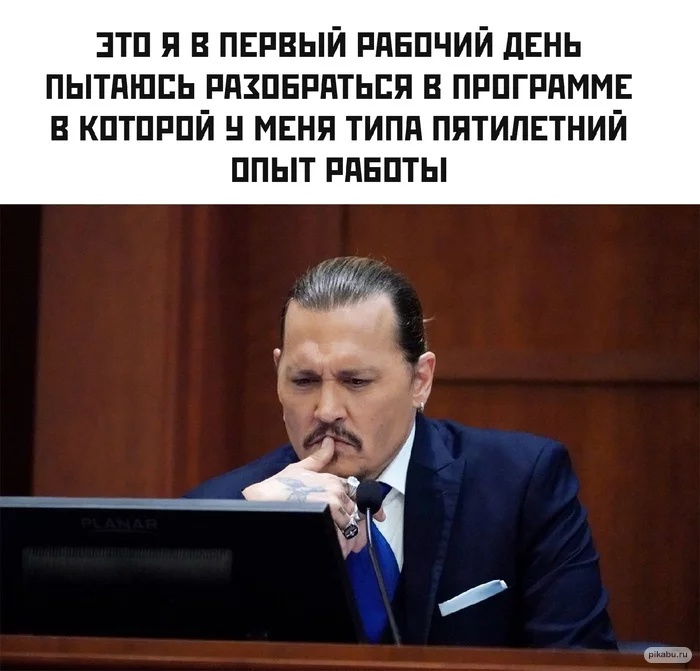 ЭТО Я В ПЕРВЫЙ РАБОЧИЙ ДЕНЬ
ПЫТАЮСЬ РАЗОБРАТЬСЯ В ПРОГРАММЕ
В КОТОРОЙ У МЕНЯ ТИПА ПЯТИЛЕТНИЙ
ОПЫТ РАБОТЫ
PLANAR
pikabu.ru